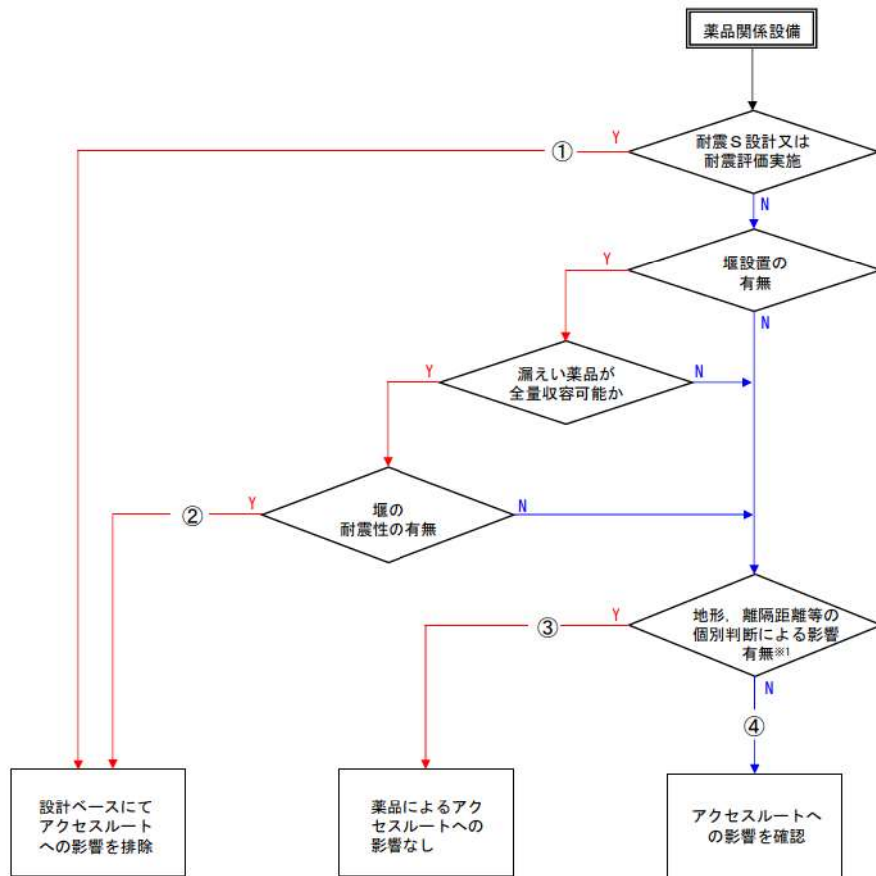 薬品関係設備
Y
①
耐震S設計又は
耐震評価実施
N
Y
堰設置の
有無
N
漏えい薬品が
全量収容可能か
Y
N
堰の
耐震性の有無
Y
②
N
地形，離隔距離等の
個別判断による影響
有無※1
Y
③
N
④
設計ベースにて
アクセスルート
への影響を排除
薬品によるアク
セスルートへの
影響なし
アクセスルートへ
の影響を確認